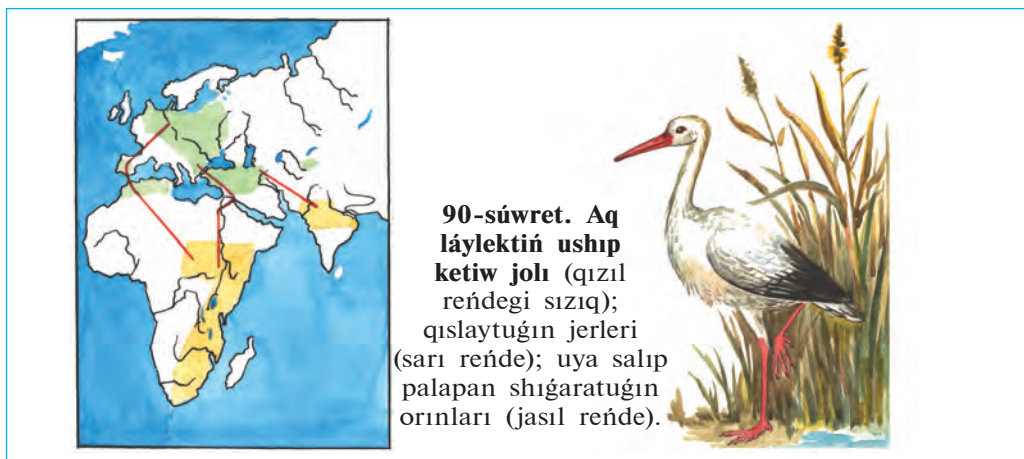 90-súwret. Aq
láylektiń ushıp
ketiw jolı (qızıl
reńdegi sızıq);
qıslaytuǵın jerleri
(sarı reńde); uya salıp
palapan shıǵaratuǵın
orınları (jasıl reńde).